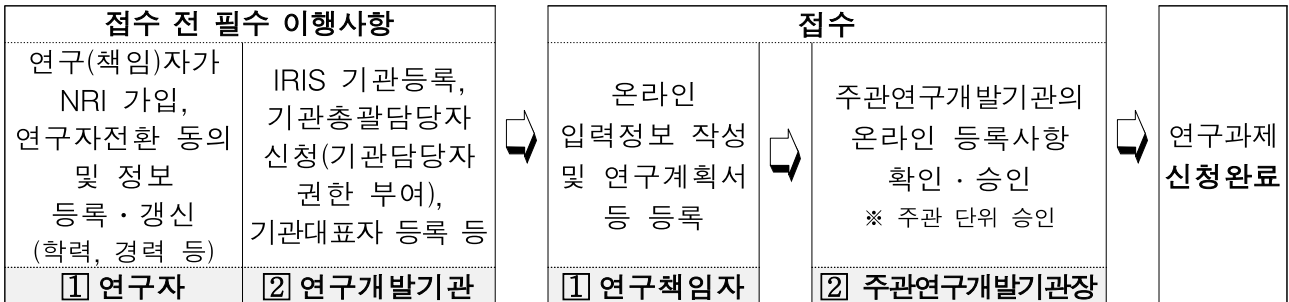 접수 전 필수 이행사항
연구(책임)자가
NRI 가입,
연구자전환 동의
및 정보
등록·갱신
(학력, 경력 등)
1 연구자
IRIS 기관등록,
기관총괄담당자
신청(기관담당자
권한 부여),
기관대표자 등록 등
2 연구개발기관
접수
온라인
입력정보 작성
및 연구계획서
등 등록
1 연구책임자
주관연구개발기관의
온라인 등록사항
확인·승인
※ 주관 단위 승인
2 주관연구개발기관장
연구과제
신청완료